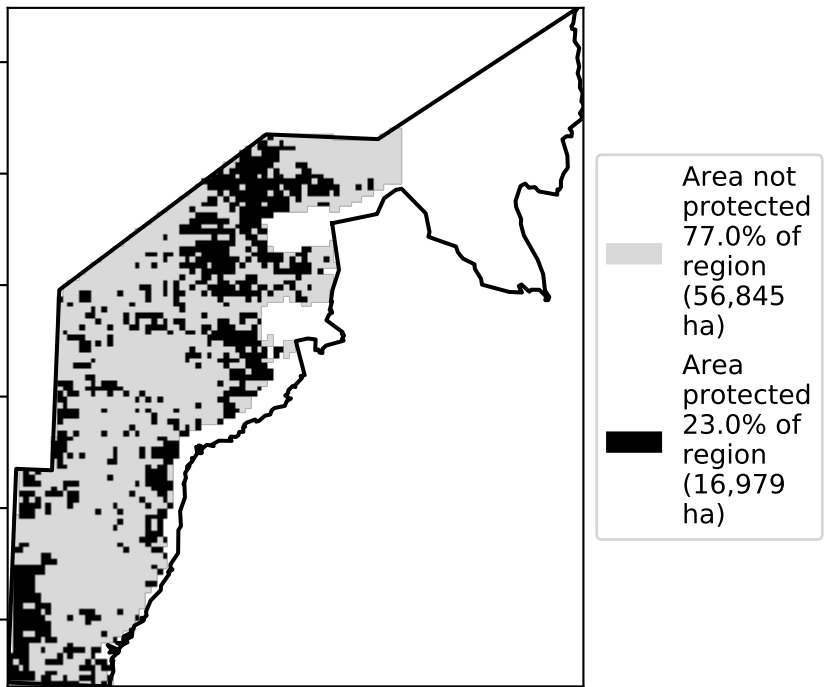 Area not
protected
77.0% of
region
(56,845
ha)
Area
protected
23.0% of
region
(16,979
ha)